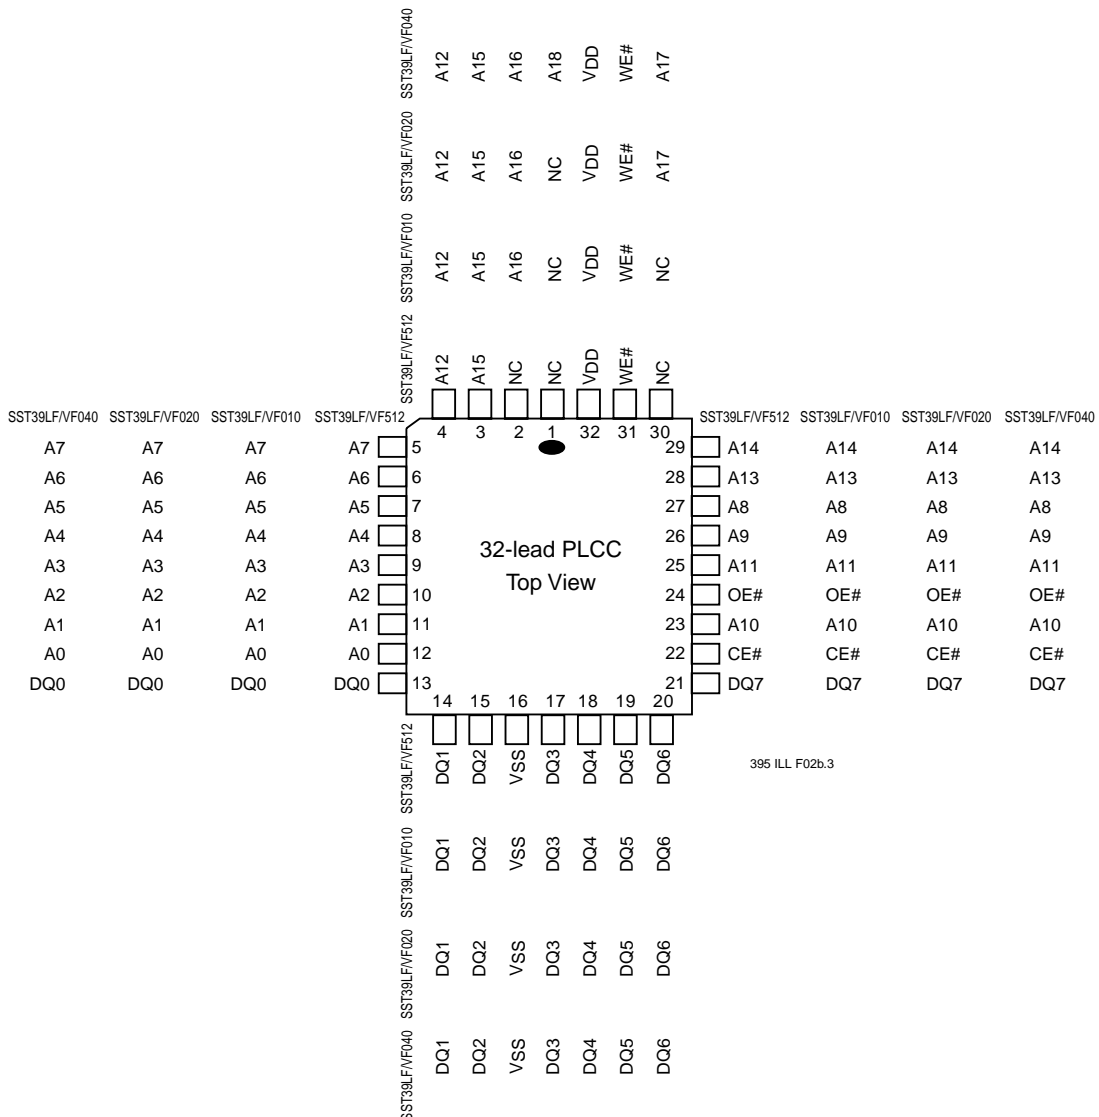 SST39LF/VF040 A12 A15 A16 A18 VDD WE# A17
SST39LF/VF020 A12 A15 A16 NC VDD WE# A17
SST39LF/VF010 A12 A15 A16 NC VDD WE# NC
SST39LF/VF512 A12 A15 NC NC VDD WE# NC
SST39LF/VF040 SST39LF/VF020 SST39LF/VF010 SST39LF/VF512 4 3 2 1 32 31 30 SST39LF/VF512 SST39LF/VF010 SST39LF/VF020 SST39LF/VF040
A7 A7 A7 A7 5 29 A14 A14 A14 A14
A6 A6 A6 A6 6 28 A13 A13 A13 A13
A5 A5 A5 A5 7 27 A8 A8 A8 A8
A4 A4 A4 A4 8 26 A9 A9 A9 A9
A3 A3 A3 A3 9 25 A11 A11 A11 A11
A2 A2 A2 A2 10 24 OE# OE# OE# OE#
A1 A1 A1 A1 11 23 A10 A10 A10 A10
A0 A0 A0 A0 12 22 CE# CE# CE# CE#
DQ0 DQ0 DQ0 DQ0 13 21 DQ7 DQ7 DQ7 DQ7
32-lead PLCC
Top View
14 15 16 17 18 19 20
SST39LF/VF512 DQ1 DQ2 VSS DQ3 DQ4 DQ5 DQ6
395 ILL F02b.3
SST39LF/VF010 DQ1 DQ2 VSS DQ3 DQ4 DQ5 DQ6
SST39LF/VF020 DQ1 DQ2 VSS DQ3 DQ4 DQ5 DQ6
SST39LF/VF040 DQ1 DQ2 VSS DQ3 DQ4 DQ5 DQ6